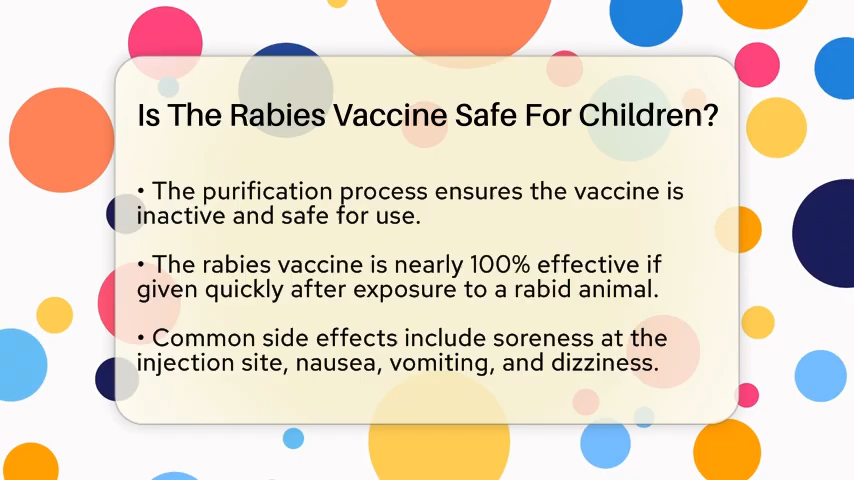 Is The Rabies Vaccine Safe For Children?
• The purification process ensures the vaccine is
inactive and safe for use.
• The rabies vaccine is nearly 100% effective if
given quickly after exposure to a rabid animal.
• Common side effects include soreness at the
injection site, nausea, vomiting, and dizziness.